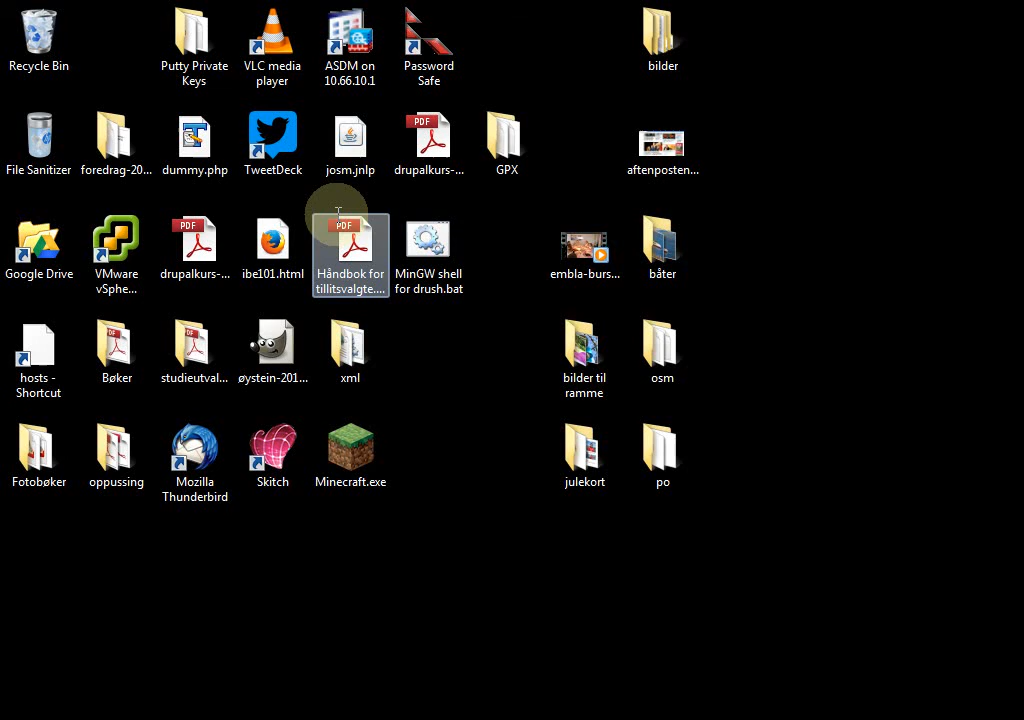 Recycle Bin
Putty Private
Keys
VLC media
player
ASDM on
10.66.10.1
Password
Safe
bilder
File Sanitizer
foredrag-20...
dummy.php
TweetDeck
josm.jnlp
PDF
drupalkurs-...
GPX
aftenposten...
Google Drive
VMware
vSphe...
PDF
drupalkurs-...
ibe101.html
PDF
Håndbok for
tillitsvalgte....
MinGW shell
for drush.bat
embla-burs...
båter
hosts -
Shortcut
PDF
Bøker
PDF
studieutval...
øystein-201...
xml
bilder til
ramme
osm
Fotobøker
oppussing
Mozilla
Thunderbird
Skitch
Minecraft.exe
julekort
po